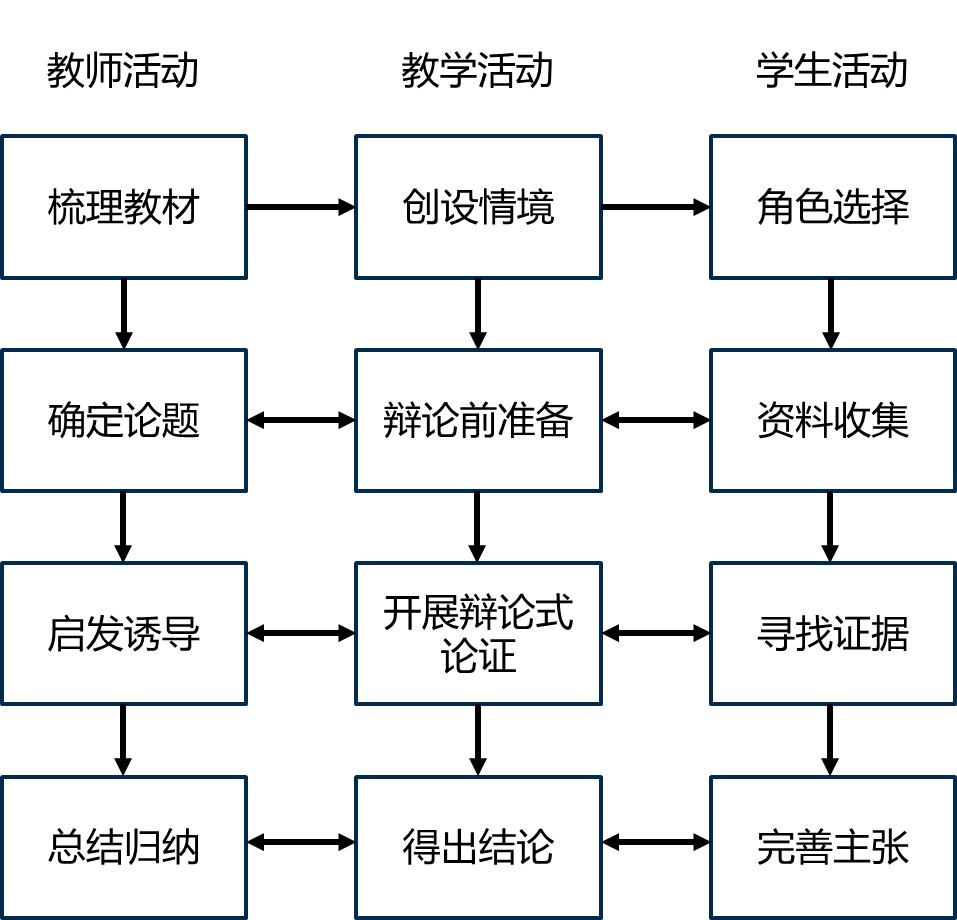 教师活动
教学活动
学生活动
梳理教材
创设情境
角色选择
确定论题
辩论前准备
资料收集
启发诱导
开展辩论式
论证
寻找证据
总结归纳
得出结论
完善主张